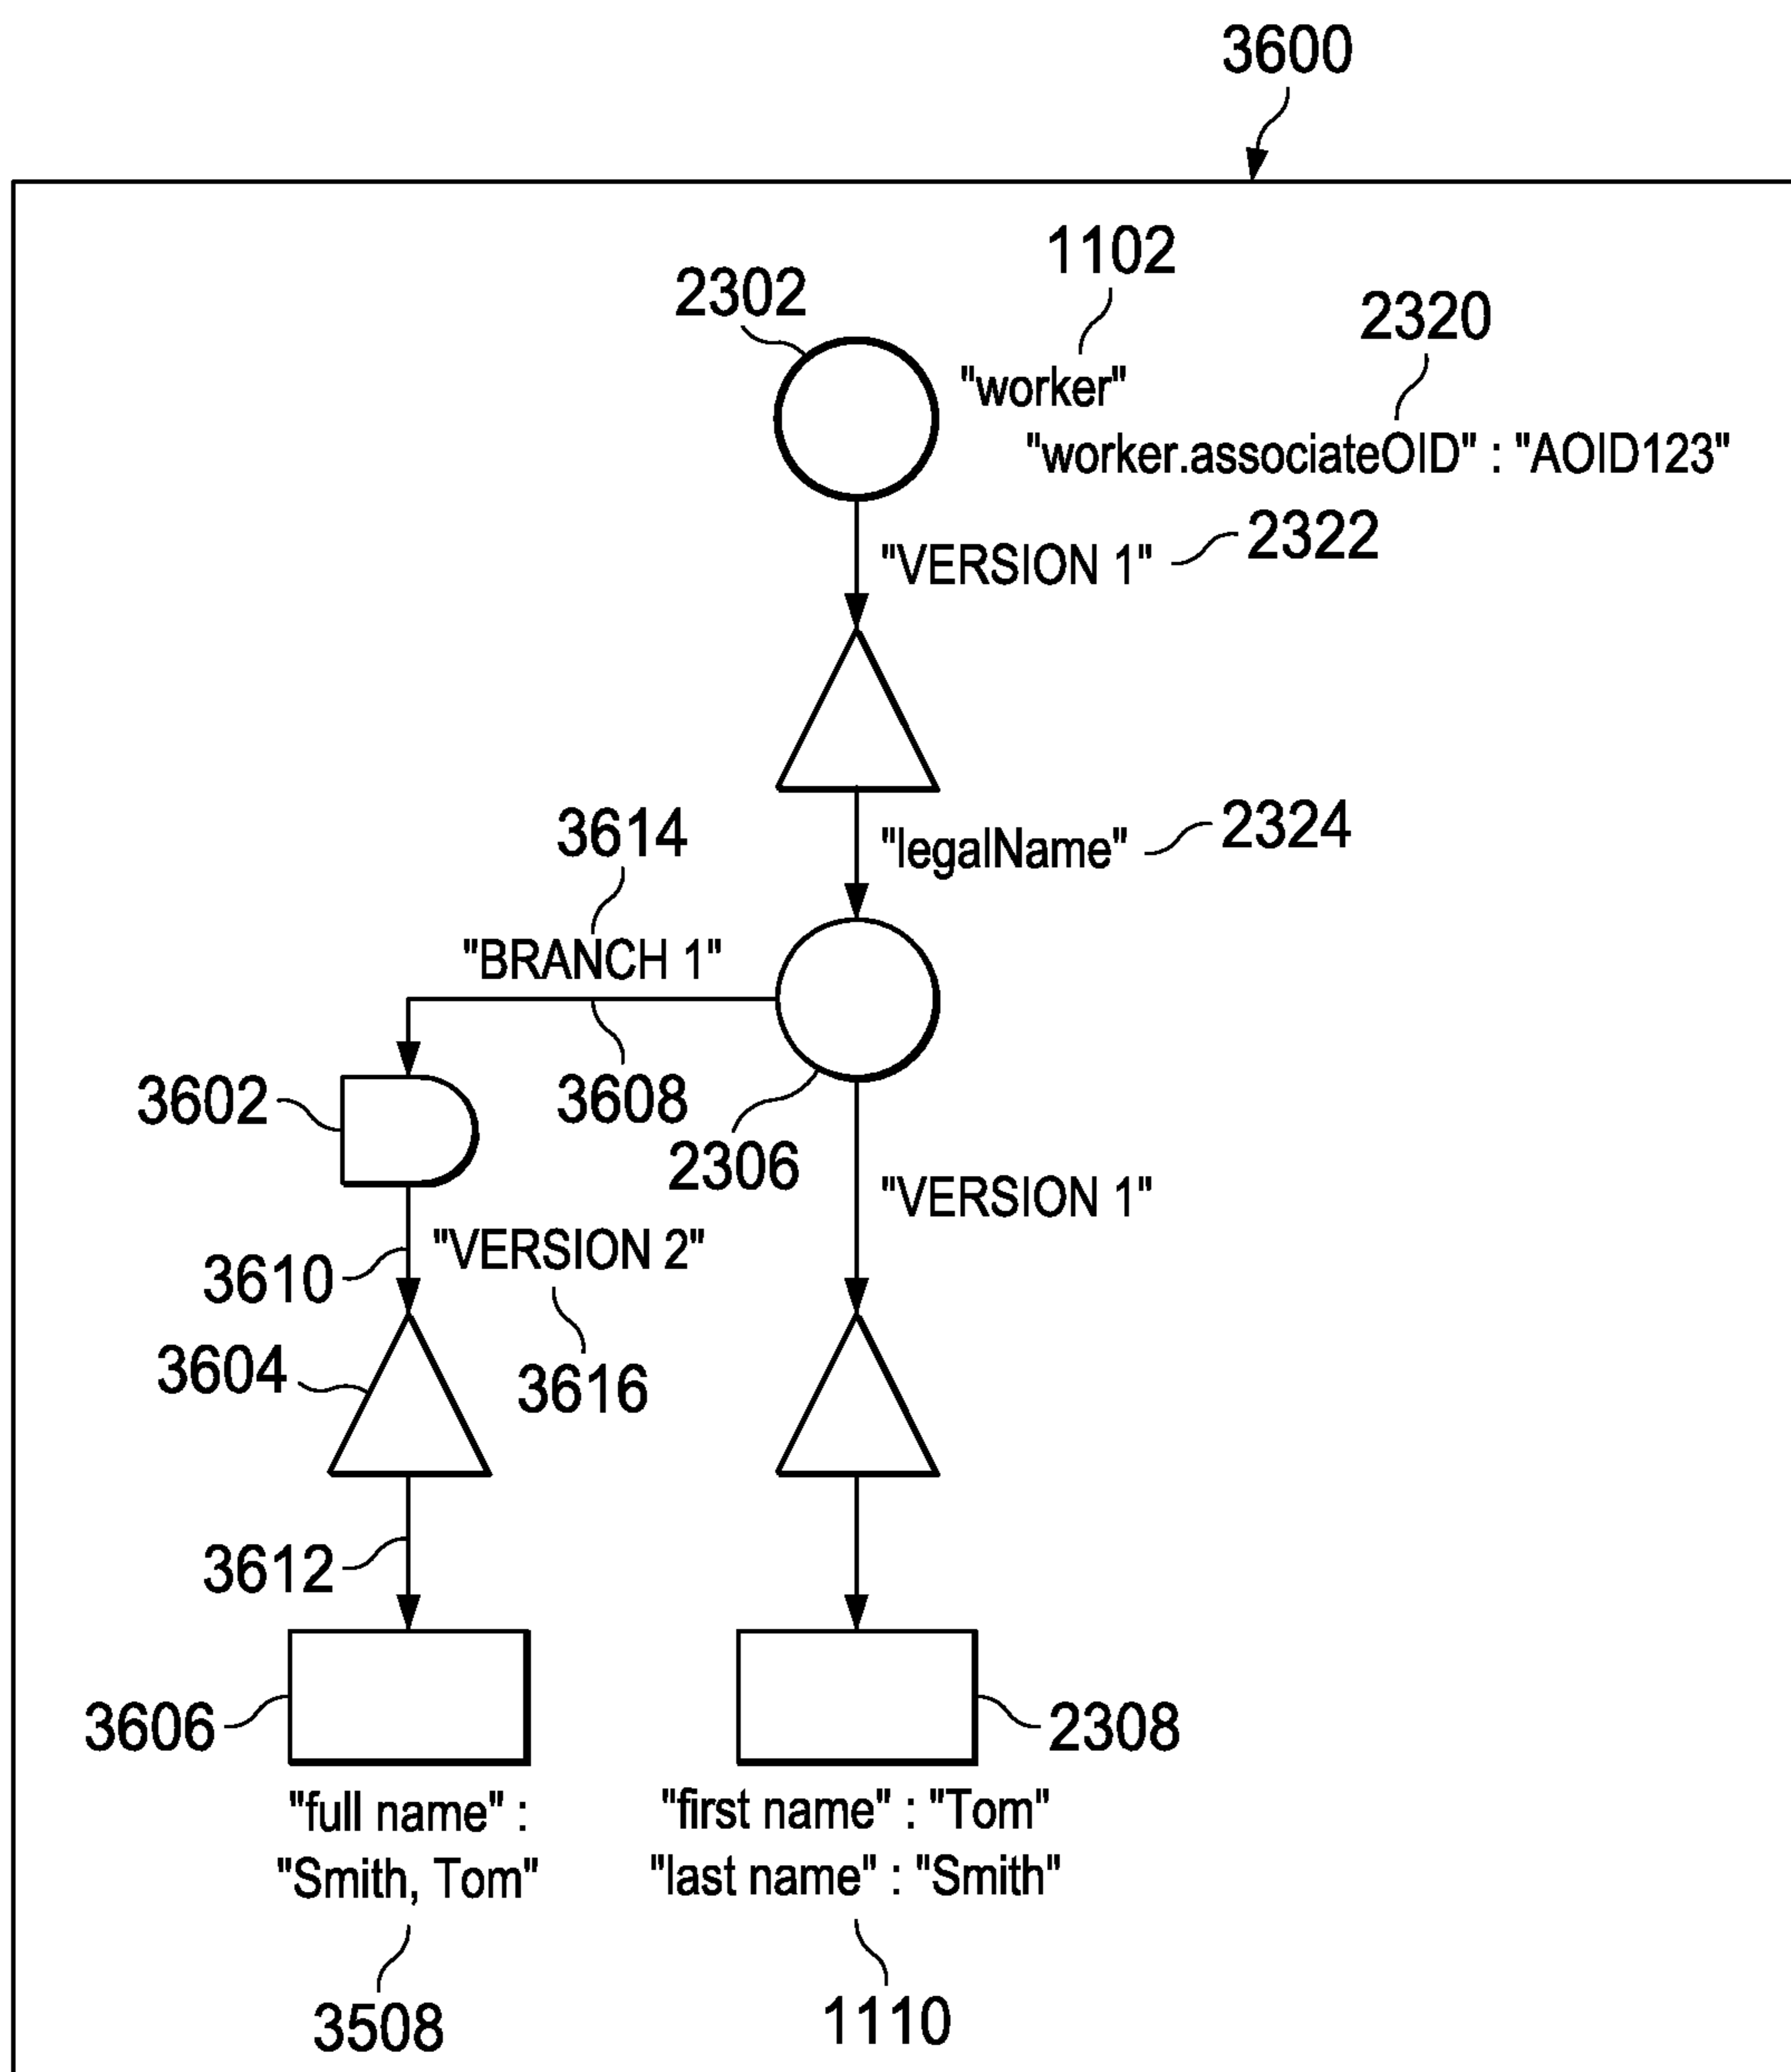 3600
1102
2302
2320
"worker"
"worker.associateOID" : "AOID123"
"VERSION 1"
2322
3614
"legalName"
2324
"BRANCH 1"
3602
3608
2306
"VERSION 1"
"VERSION 2"
3610
3604
3616
3612
3606
2308
"full name" :
"Smith, Tom"
"first name" : "Tom"
"last name" : "Smith"
3508
1110